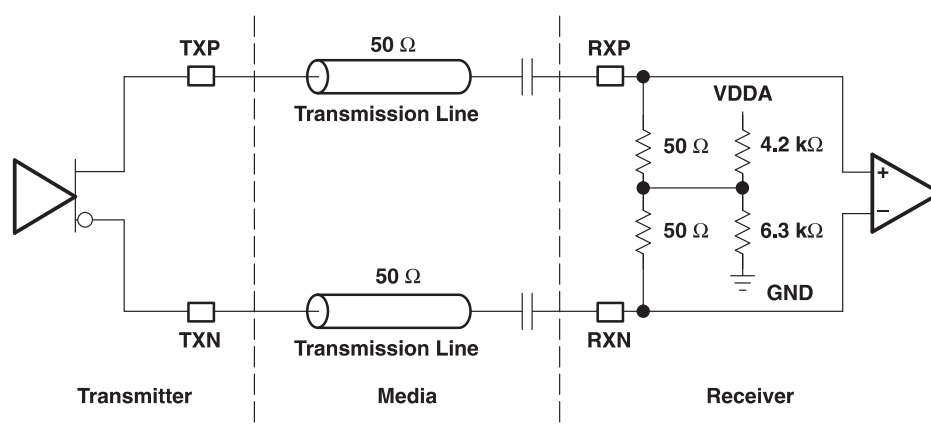 50 Ω
TXP
RXP
Transmission Line
VDDA
50 Ω
4.2 kΩ
+
–
50 Ω
6.3 kΩ
50 Ω
GND
TXN
RXN
Transmission Line
Transmitter
Media
Receiver